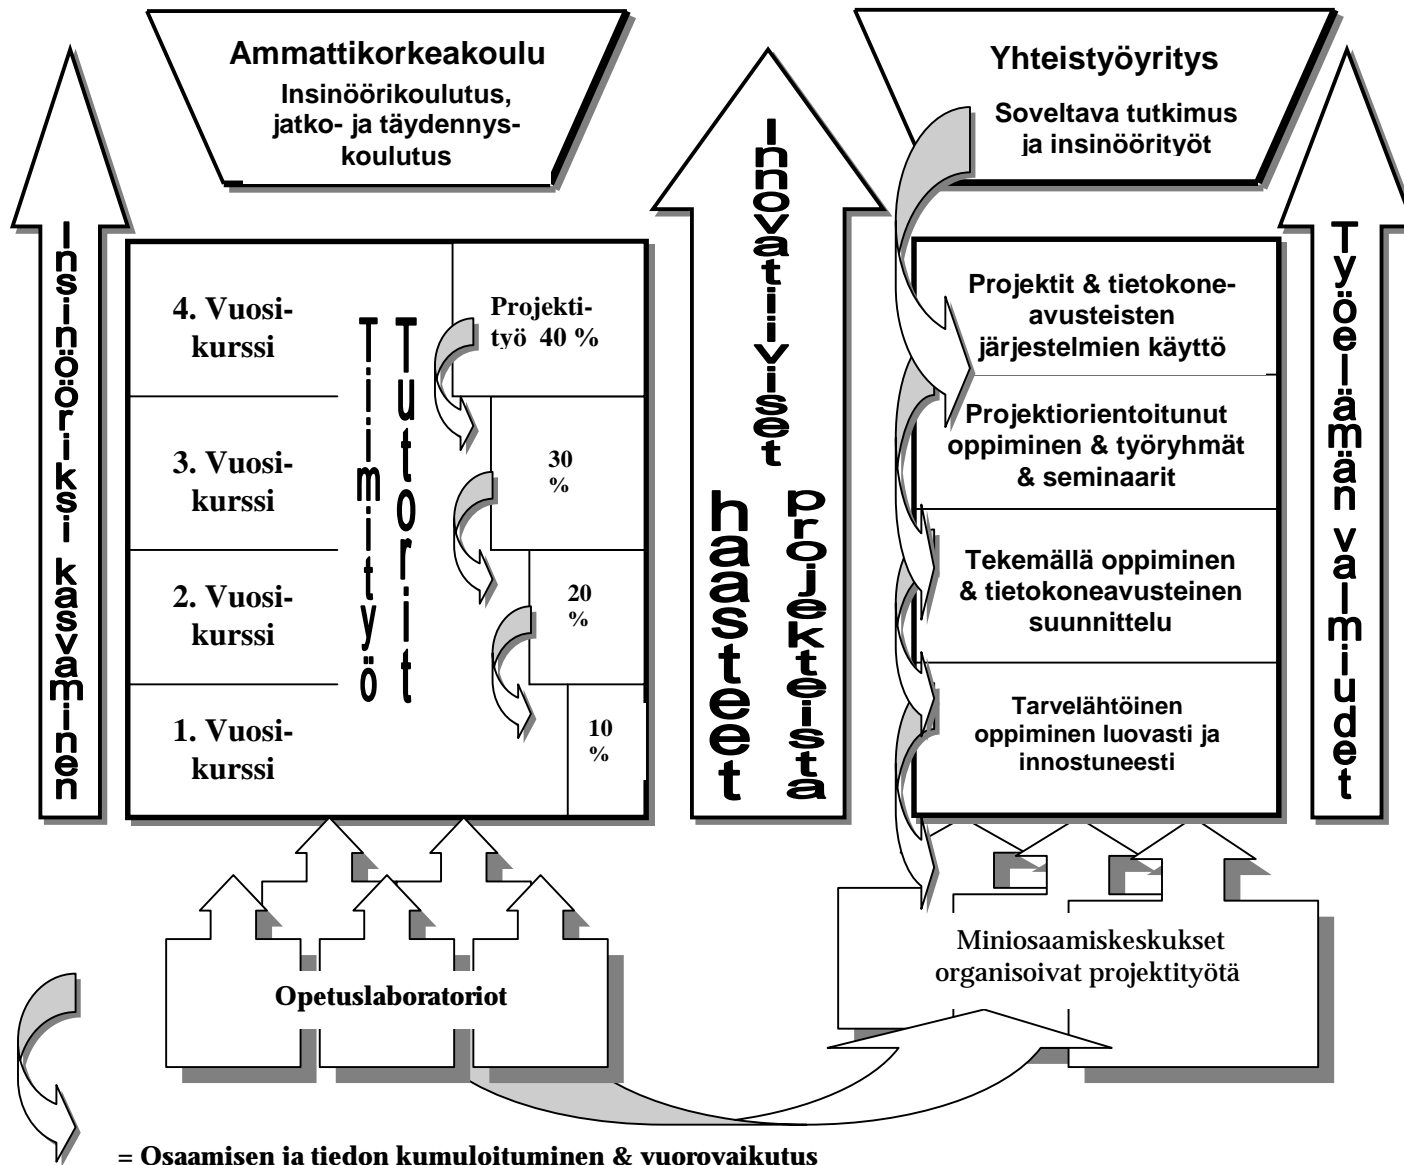 Ammattikorkeakoulu
Insinöörikoulutus,
jatko- ja täydennys-
koulutus
Yhteistyöyritys
Soveltava tutkimus
ja insinöörityöt
Insinööriksi kasvaminen
4. Vuosi-
kurssi
3. Vuosi-
kurssi
2. Vuosi-
kurssi
1. Vuosi-
kurssi
Tiimityö
Tutoriit
Projekti-
työ 40 %
30
%
20
%
10
%
Innovatiiviset
haasteet
projekteista
Projektit & tietokone-
avusteisten
järjestelmien käyttö
Projektiorientoitunut
oppiminen & työryhmät
& seminaarit
Tekemällä oppiminen
& tietokoneavusteinen
suunnittelu
Tarvelähtöinen
oppiminen luovasti ja
innostuneesti
Työelämän valmiudet
Opetuslaboratoriot
Miniosaamiskeskukset
organisoivat projektityötä
= Osaamisen ja tiedon kumuloituminen & vuorovaikutus